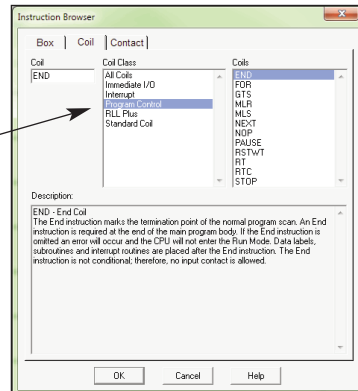 Instruction Browser
Box
Coil
Contact
Coil
END
Coil Class
All Coils
Immediate I/O
Interrupt
Program Control
RLL Plus
Standard Coil
Coils
END
FOR
GTS
MLR
MLS
NEXT
NOP
PAUSE
RSTWT
RT
RTC
STOP
Description:
END - End Coil
The End instruction marks the termination point of the normal program scan. An End
instruction is required at the end of the main program body. If the End instruction is
omitted an error will occur and the CPU will not enter the Run Mode. Data labels,
subroutines and interrupt routines are placed after the End instruction. The End
instruction is not conditional; therefore, no input contact is allowed.
OK
Cancel
Help